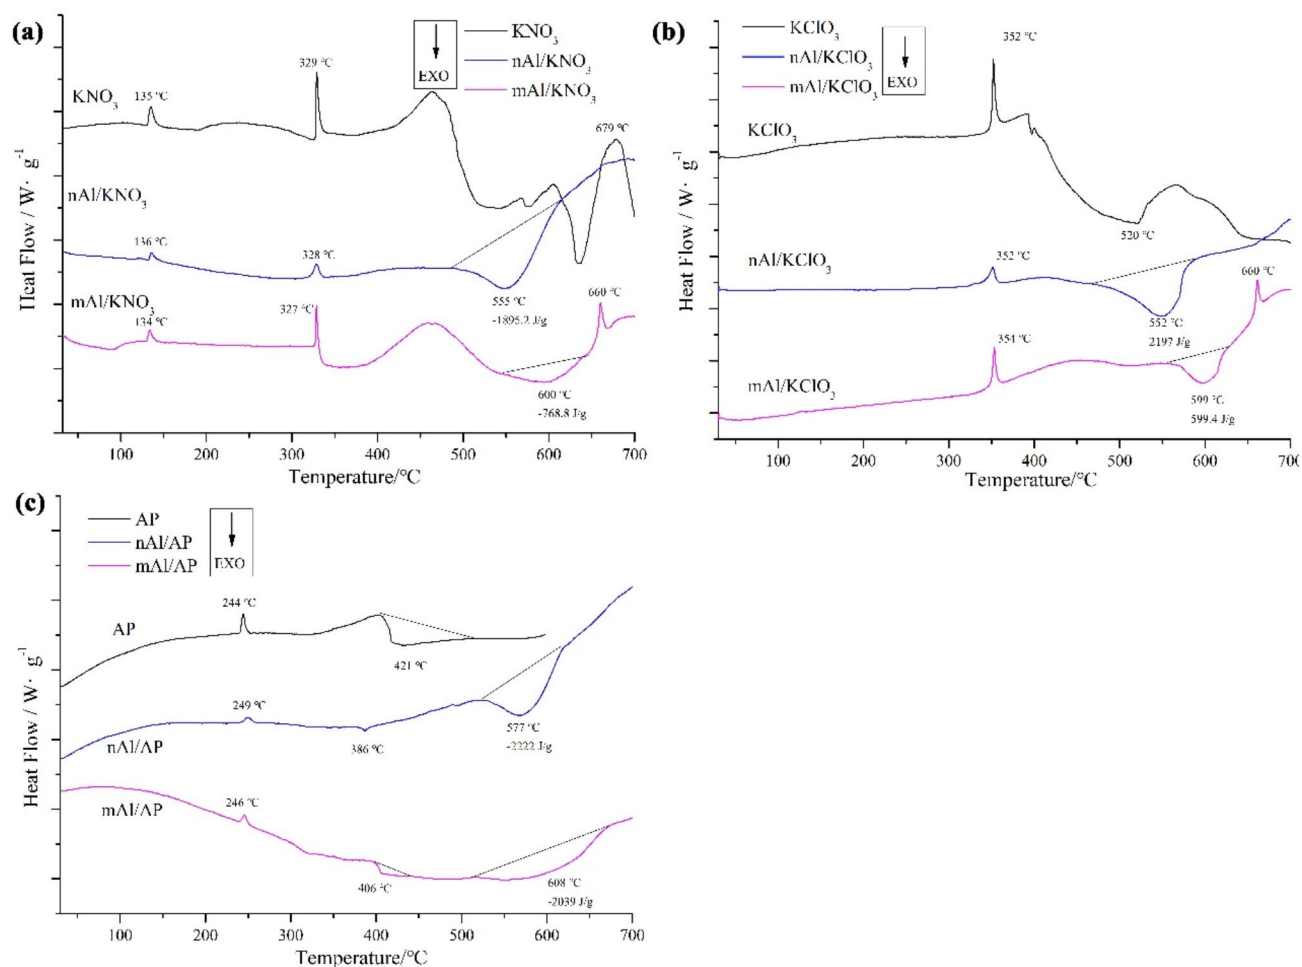 (a)
EXO
KNO3
nAl/KNO3
mAl/KNO3
KNO3
135 °C
329 °C
679 °C
nAl/KNO3
136 °C
328 °C
555 °C
-1895.2 J/g
mAl/KNO3
134 °C
327 °C
660 °C
600 °C
-768.8 J/g
Heat Flow / W· g-1
100 200 300 400 500 600 700
Temperature/°C
(b)
KClO3
nAl/KClO3
mAl/KClO3
EXO
352 °C
KClO3
520 °C
nAl/KClO3
352 °C
552 °C
2197 J/g
660 °C
354 °C
mAl/KClO3
599 °C
599.4 J/g
Heat Flow / W· g-1
100 200 300 400 500 600 700
Temperature/°C
(c)
AP
nAl/AP
mAl/AP
EXO
244 °C
AP
421 °C
249 °C
nAl/AP
386 °C
577 °C
-2222 J/g
mAl/AP
246 °C
406 °C
608 °C
-2039 J/g
Heat Flow / W· g-1
100 200 300 400 500 600 700
Temperature/°C